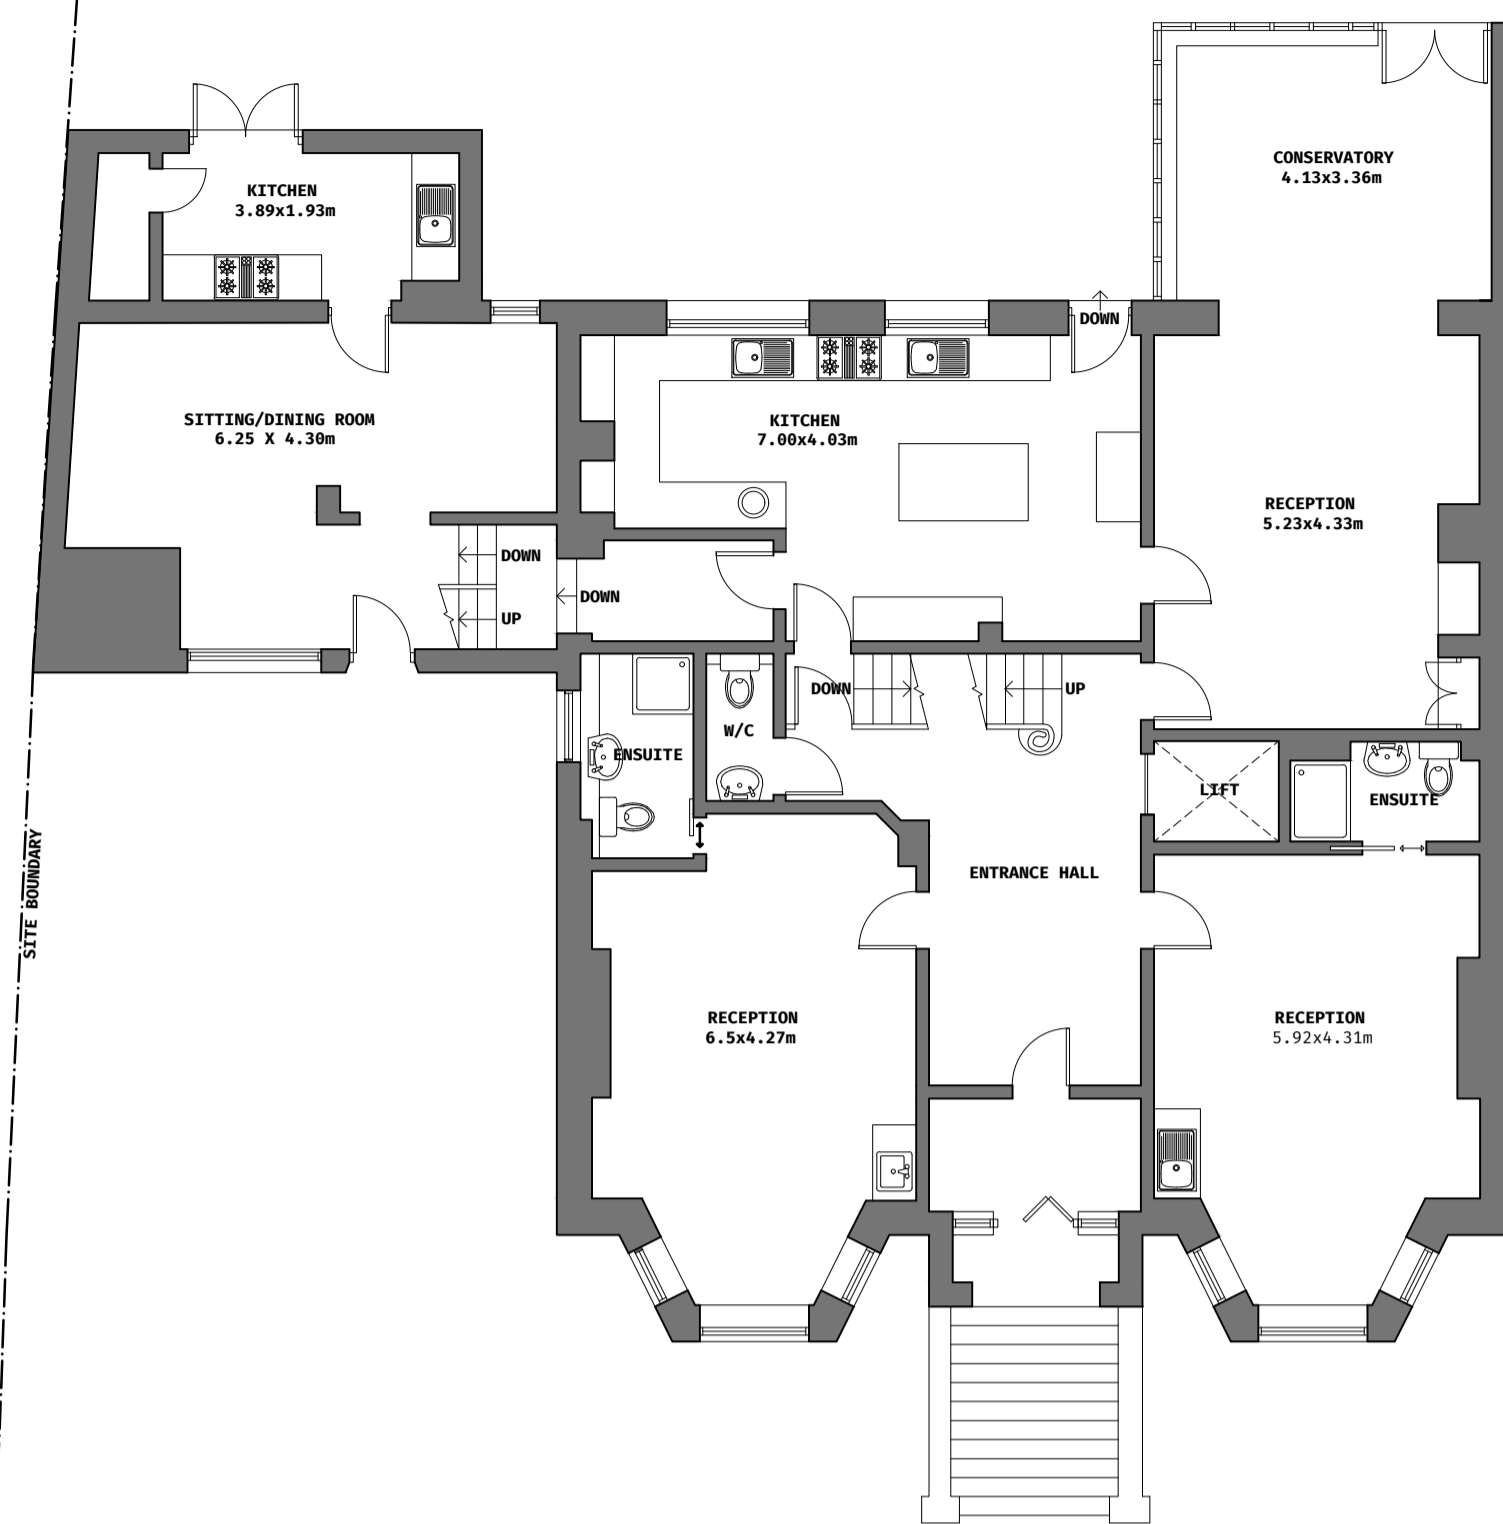 CONSERVATORY
4.13x3.36m
KITCHEN
3.89x1.93m
DOWN
SITTING/DINING ROOM
6.25 X 4.30m
KITCHEN
7.00x4.03m
RECEPTION
5.23x4.33m
DOWN
DOWN
UP
DOWN
UP
W/C
ENSUITE
LIFT
ENSUITE
ENTRANCE HALL
SITE BOUNDARY
RECEPTION
6.5x4.27m
RECEPTION
5.92x4.31m